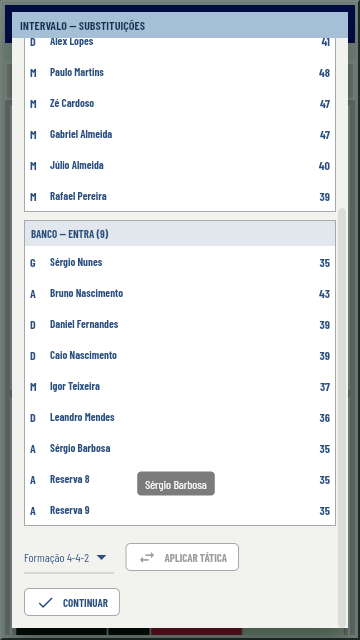 INTERVALO — SUBSTITUIÇÕES
D Alex Lopes 41
M Paulo Martins 48
M Zé Cardoso 47
M Gabriel Almeida 47
M Júlio Almeida 40
M Rafael Pereira 39
BANCO — ENTRA (9)
G Sérgio Nunes 35
A Bruno Nascimento 43
D Daniel Fernandes 39
D Caio Nascimento 39
M Igor Teixeira 37
D Leandro Mendes 36
A Sérgio Barbosa 35
A Reserva 8 35
Sérgio Barbosa
A Reserva 9 35
Formação 4-4-2 APLICAR TÁTICA
CONTINUAR